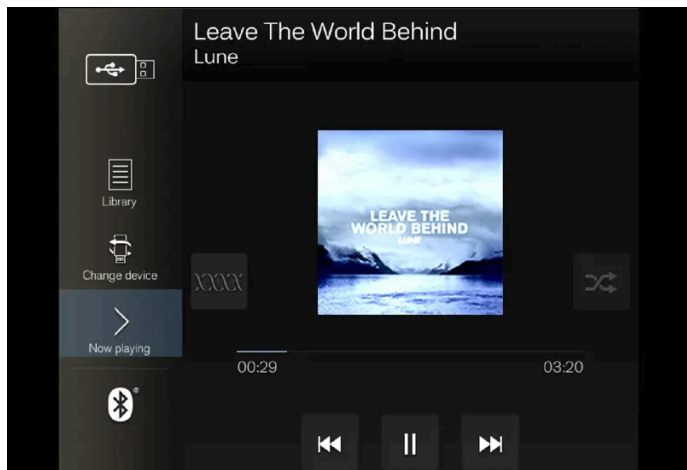 Leave The World Behind
Lune
Library
Change device
Now playing
LEAVE THE
WORLD BEHIND
LUNE
00:29
03:20